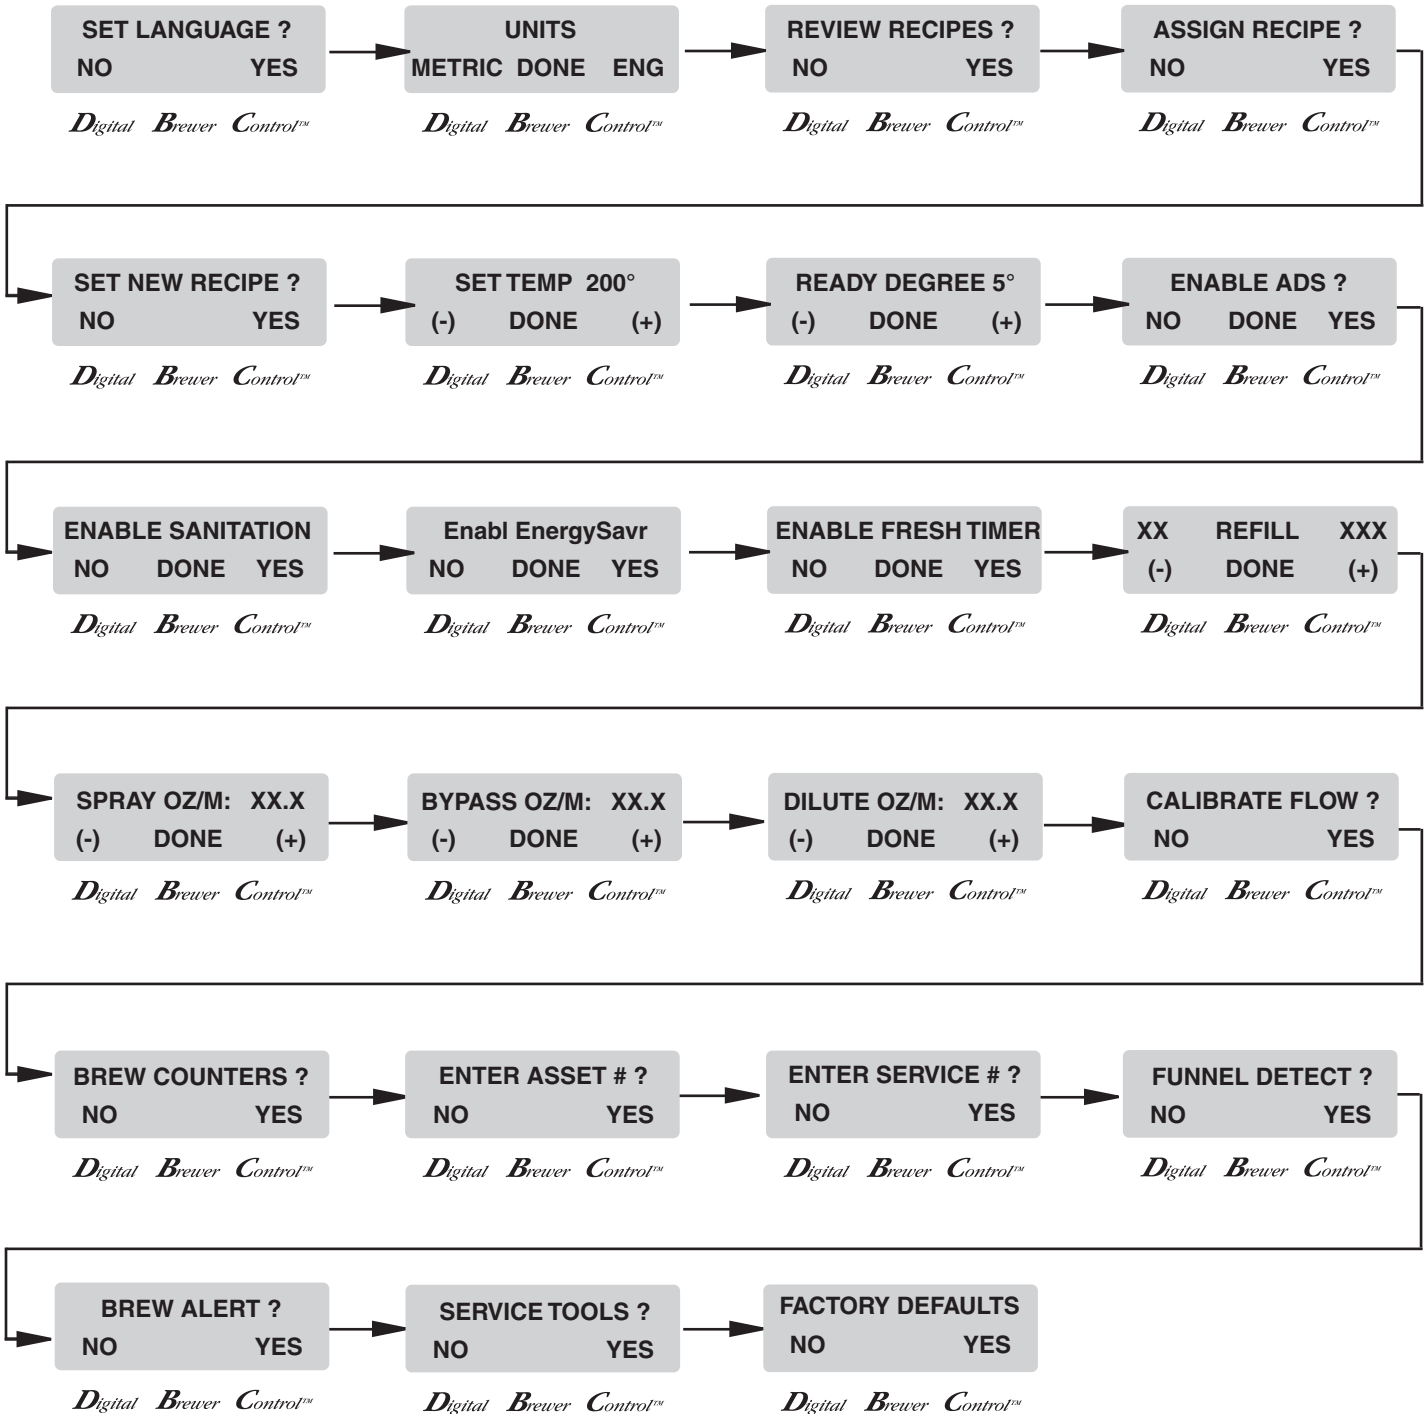 SET LANGUAGE ?
NO YES
Digital Brewer Control™
UNITS
METRIC DONE ENG
Digital Brewer Control™
REVIEW RECIPES ?
NO YES
Digital Brewer Control™
ASSIGN RECIPE ?
NO YES
Digital Brewer Control™
SET NEW RECIPE ?
NO YES
Digital Brewer Control™
SET TEMP 200°
(-) DONE (+)
Digital Brewer Control™
READY DEGREE 5°
(-) DONE (+)
Digital Brewer Control™
ENABLE ADS ?
NO DONE YES
Digital Brewer Control™
ENABLE SANITATION
NO DONE YES
Digital Brewer Control™
Enabl EnergySavr
NO DONE YES
Digital Brewer Control™
ENABLE FRESH TIMER
NO DONE YES
Digital Brewer Control™
XX REFILL XXX
(-) DONE (+)
Digital Brewer Control™
SPRAY OZ/M: XX.X
(-) DONE (+)
Digital Brewer Control™
BYPASS OZ/M: XX.X
(-) DONE (+)
Digital Brewer Control™
DILUTE OZ/M: XX.X
(-) DONE (+)
Digital Brewer Control™
CALIBRATE FLOW ?
NO YES
Digital Brewer Control™
BREW COUNTERS ?
NO YES
Digital Brewer Control™
ENTER ASSET # ?
NO YES
Digital Brewer Control™
ENTER SERVICE # ?
NO YES
Digital Brewer Control™
FUNNEL DETECT ?
NO YES
Digital Brewer Control™
BREW ALERT ?
NO YES
Digital Brewer Control™
SERVICE TOOLS ?
NO YES
Digital Brewer Control™
FACTORY DEFAULTS
NO YES
Digital Brewer Control™